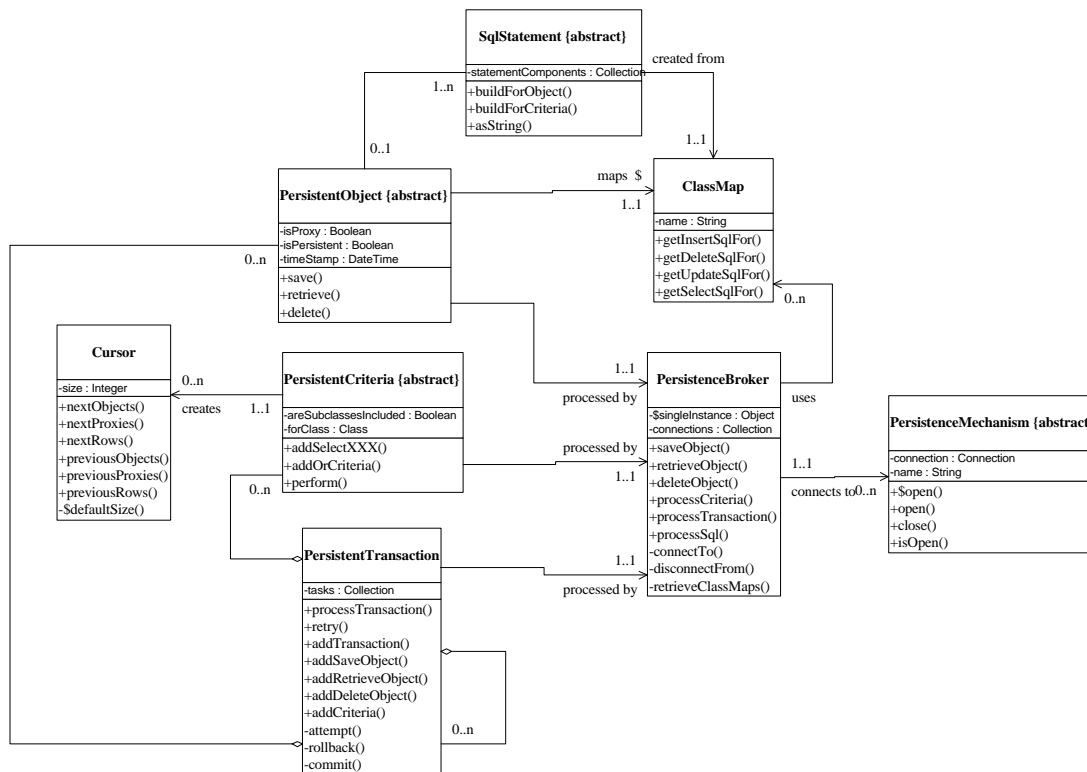 SqlStatement {abstract}
-statementComponents : Collection
+buildForObject()
+buildForCriteria()
+asString()
created from
1..n
0..1
1..1
PersistentObject {abstract}
-isProxy : Boolean
-isPersistent : Boolean
-timeStamp : DateTime
+save()
+retrieve()
+delete()
maps $
1..1
ClassMap
-name : String
+getInsertSqlFor()
+getDeleteSqlFor()
+getUpdateSqlFor()
+getSelectSqlFor()
0..n
0..n
Cursor
-size : Integer
+nextObjects()
+nextProxies()
+nextRows()
+previousObjects()
+previousProxies()
+previousRows()
-$defaultSize()
0..n
creates
1..1
PersistentCriteria {abstract}
-areSubclassesIncluded : Boolean
-forClass : Class
+addSelectXXX()
+addOrCriteria()
+perform()
0..n
1..1
processed by
processed by
1..1
PersistenceBroker
-$singleInstance : Object
-connections : Collection
+saveObject()
+retrieveObject()
+deleteObject()
+processCriteria()
+processTransaction()
+processSql()
-connectTo()
-disconnectFrom()
-retrieveClassMaps()
uses
1..1
connects to
0..n
PersistenceMechanism {abstract
-connection : Connection
-name : String
+$open()
+open()
+close()
+isOpen()
PersistentTransaction
-tasks : Collection
+processTransaction()
+retry()
+addTransaction()
+addSaveObject()
+addRetrieveObject()
+addDeleteObject()
+addCriteria()
-attempt()
-rollback()
-commit()
1..1
processed by
0..n